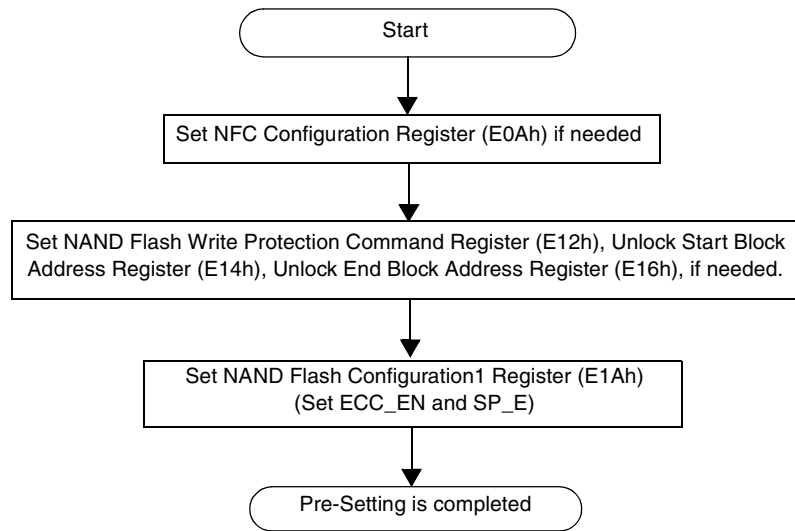 Start
Set NFC Configuration Register (E0Ah) if needed
Set NAND Flash Write Protection Command Register (E12h), Unlock Start Block
Address Register (E14h), Unlock End Block Address Register (E16h), if needed.
Set NAND Flash Configuration1 Register (E1Ah)
(Set ECC_EN and SP_E)
Pre-Setting is completed